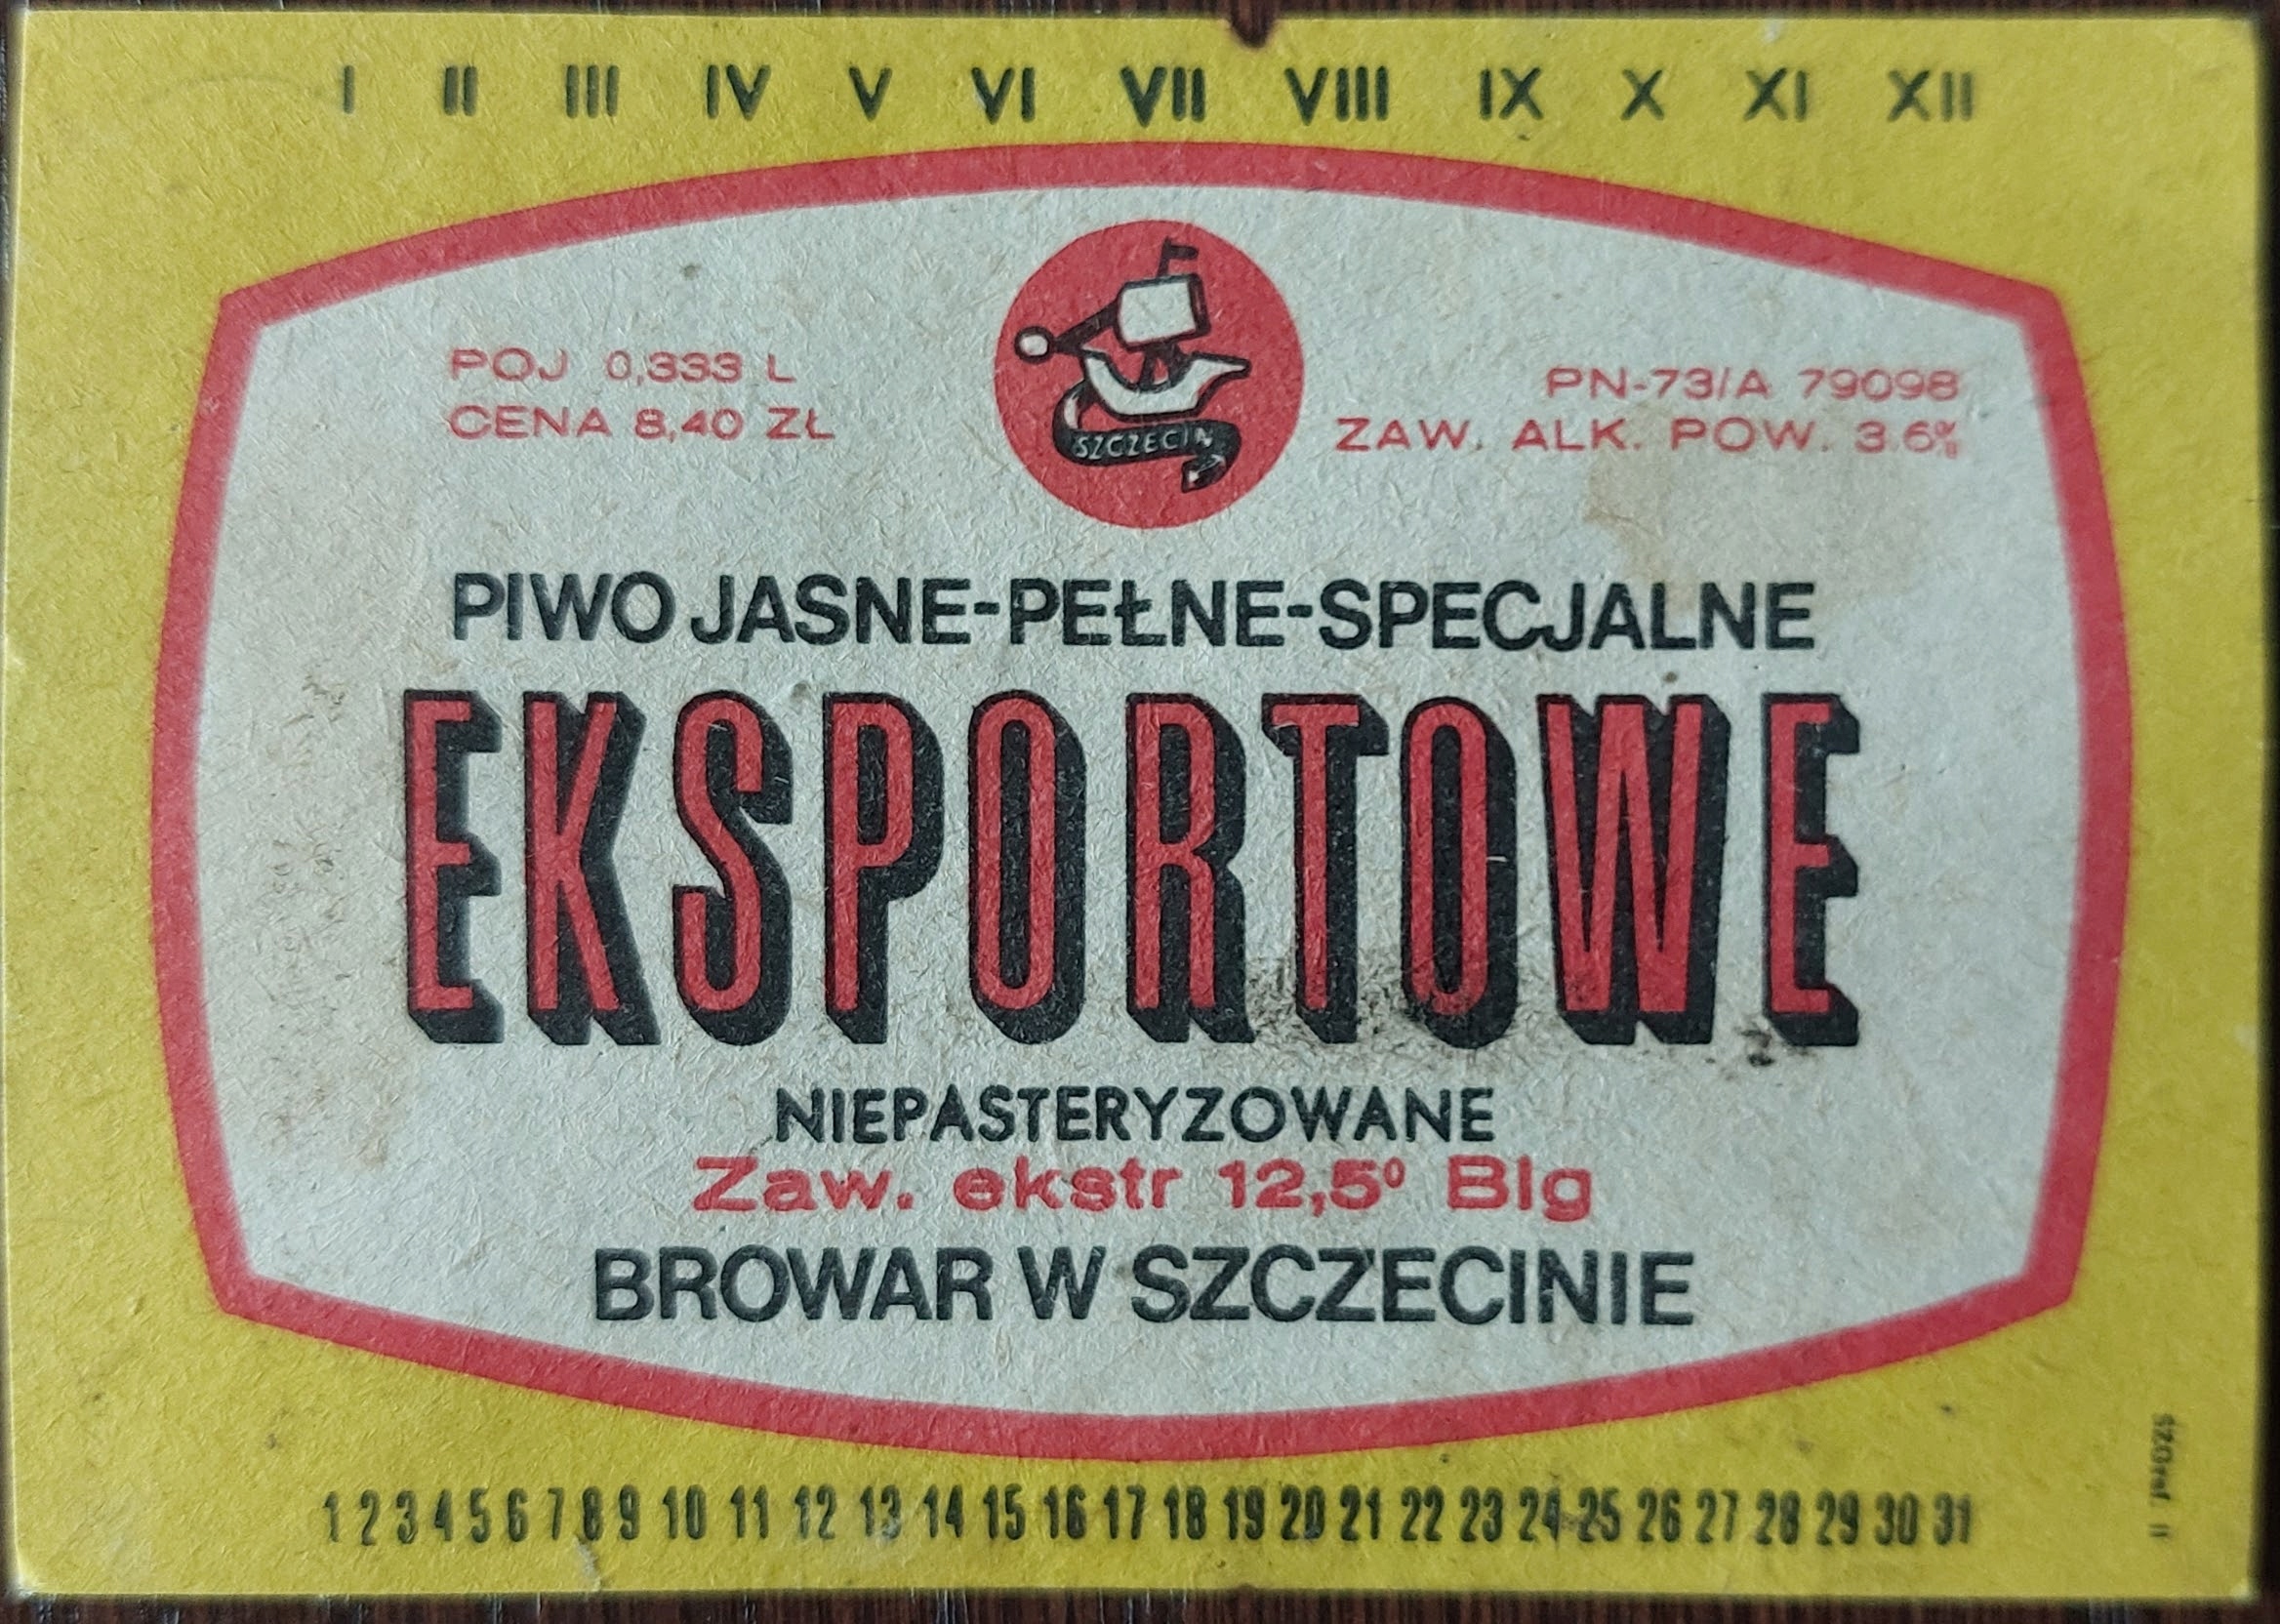 I II III IV V VI VII VIII IX X XI XII
POJ 0,333 L
CENA 8,40 ZŁ
SZCZECIN
PN-73/A 79098
ZAW. ALK. POW. 3.6%
PIWO JASNE-PEŁNE-SPECJALNE
EKSPORTOWE
NIEPASTERYZOWANE
Zaw. ekstr 12,5⁰ Blg
BROWAR W SZCZECINIE
1 2 3 4 5 6 7 8 9 10 11 12 13 14 15 16 17 18 19 20 21 22 23 24 25 26 27 28 29 30 31